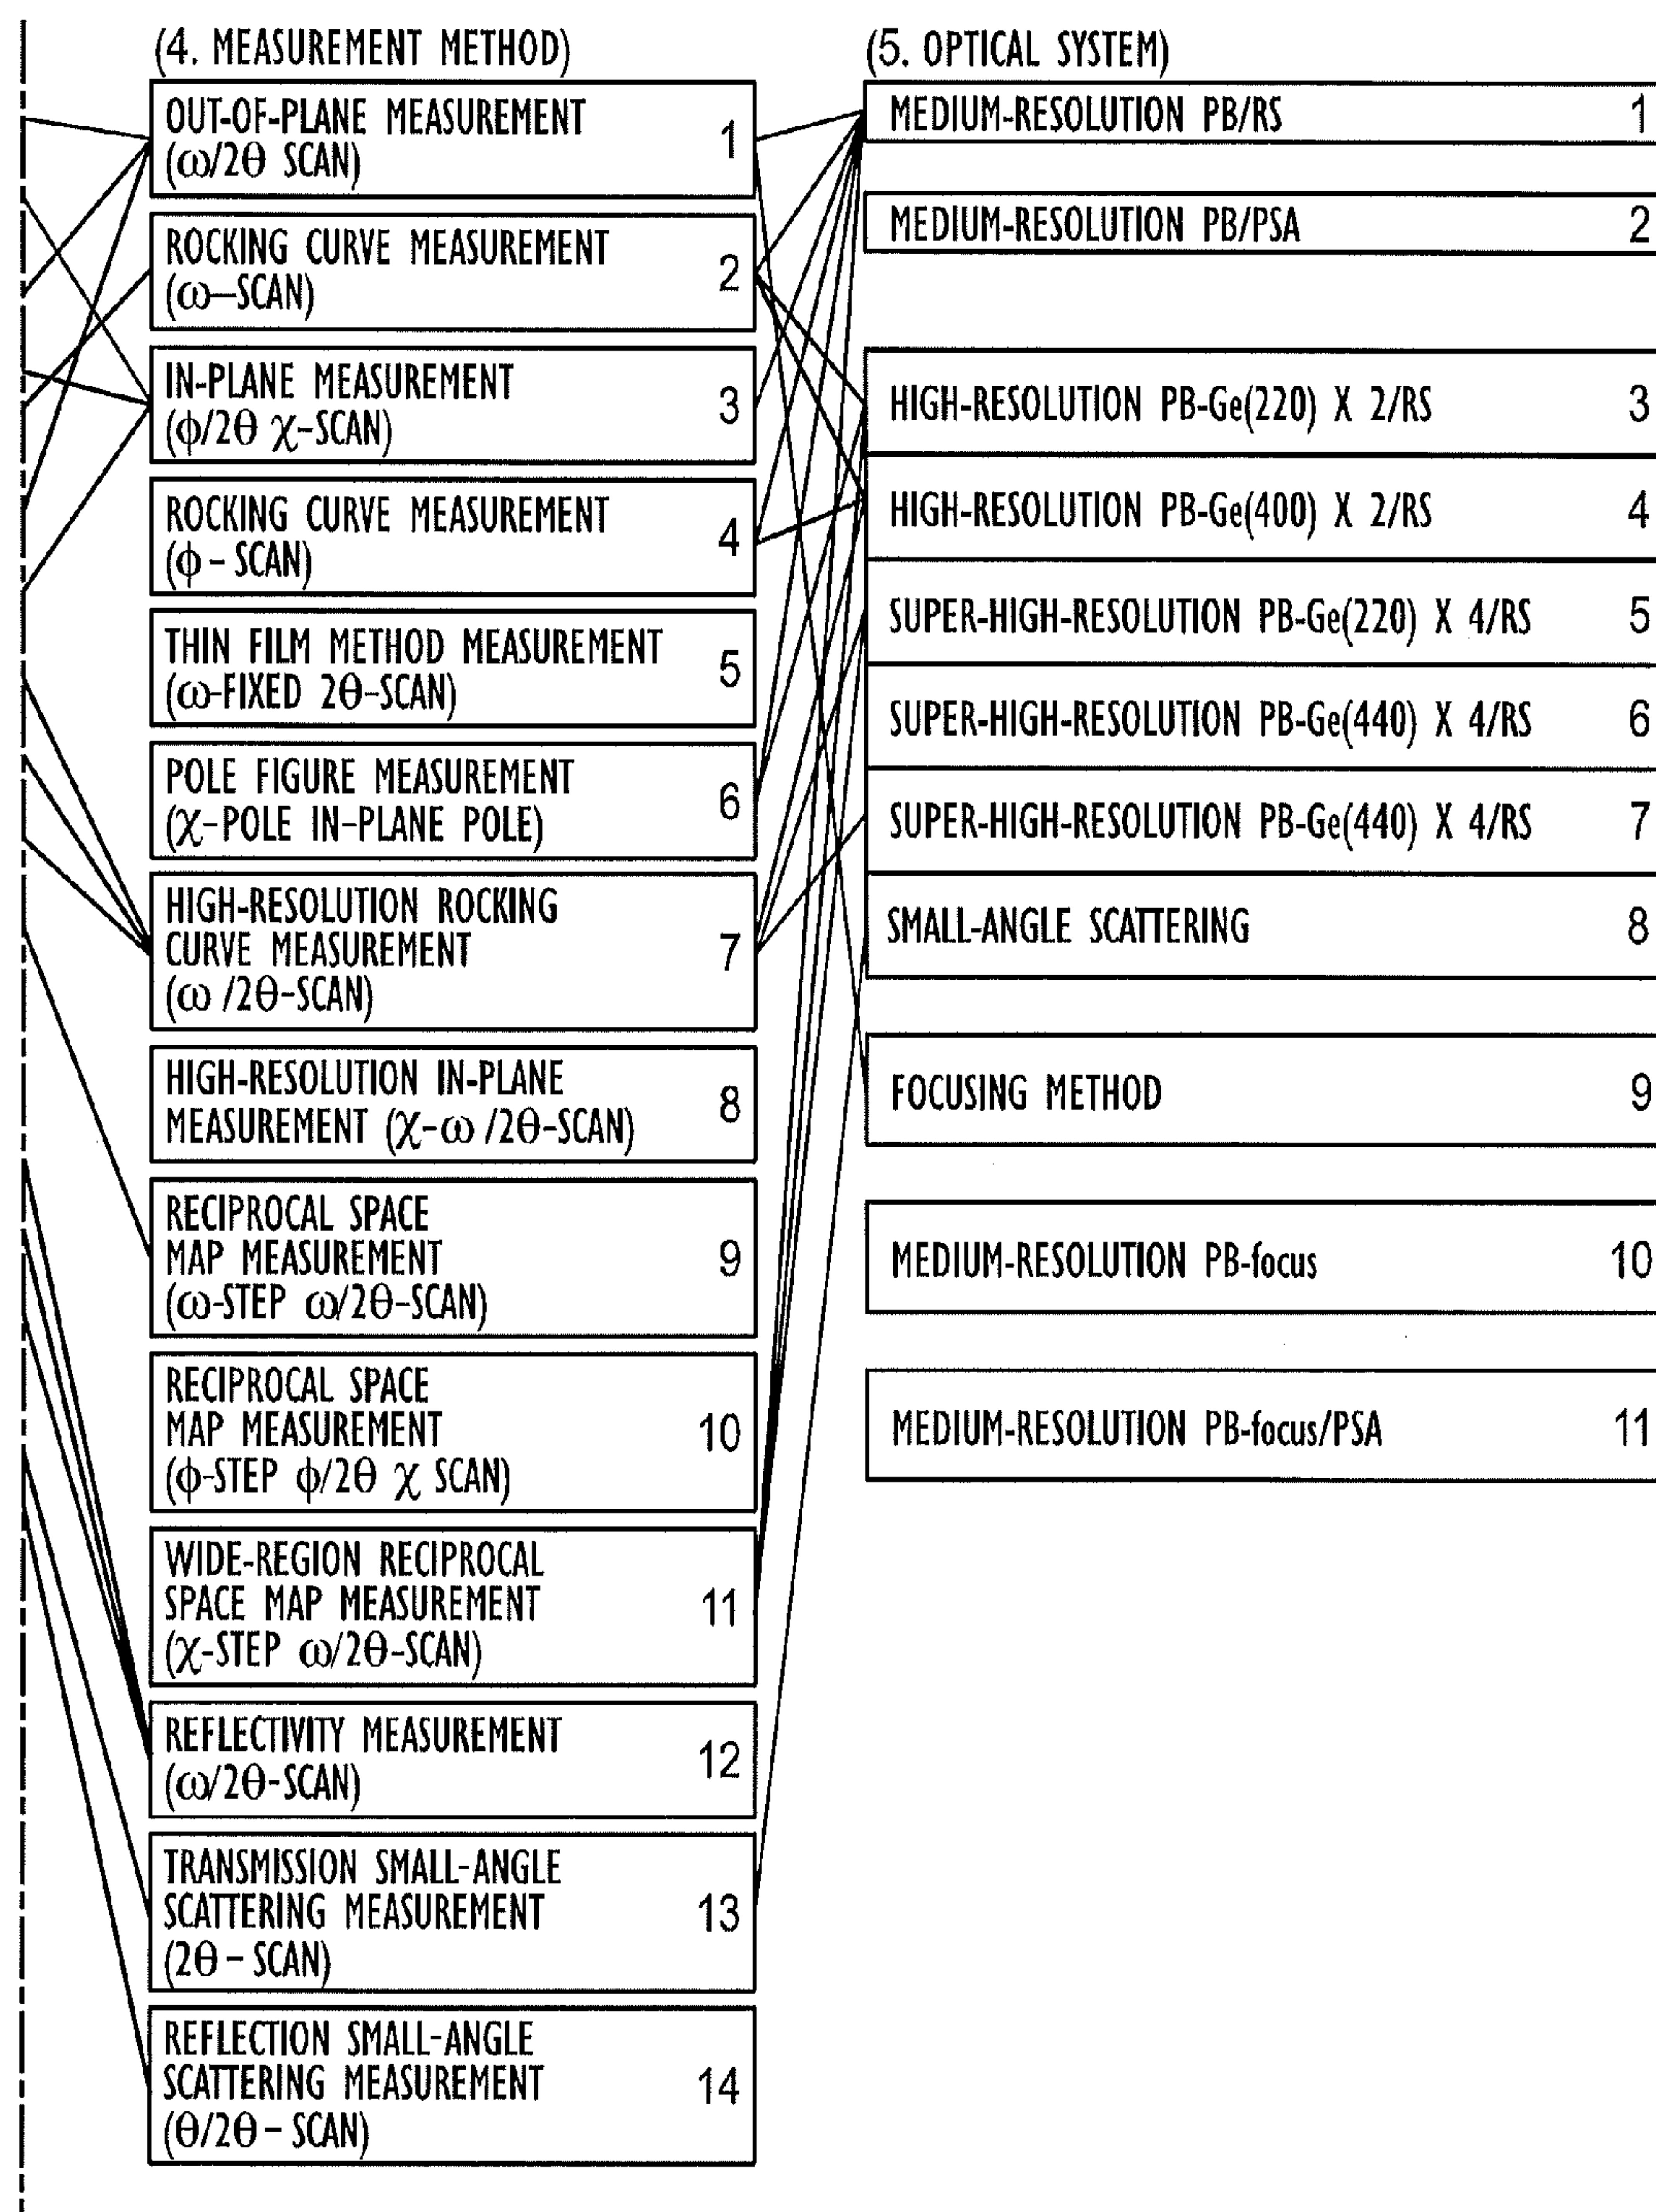 (4. MEASUREMENT METHOD)
OUT-OF-PLANE MEASUREMENT
(ω/2θ SCAN)
1
ROCKING CURVE MEASUREMENT
(ω–SCAN)
2
IN-PLANE MEASUREMENT
(ϕ/2θ χ-SCAN)
3
ROCKING CURVE MEASUREMENT
(ϕ - SCAN)
4
THIN FILM METHOD MEASUREMENT
(ω-FIXED 2θ-SCAN)
5
POLE FIGURE MEASUREMENT
(χ-POLE IN-PLANE POLE)
6
HIGH-RESOLUTION ROCKING
CURVE MEASUREMENT
(ω /2θ-SCAN)
7
HIGH-RESOLUTION IN-PLANE
MEASUREMENT (χ-ω /2θ-SCAN)
8
RECIPROCAL SPACE
MAP MEASUREMENT
(ω-STEP ω/2θ-SCAN)
9
RECIPROCAL SPACE
MAP MEASUREMENT
(ϕ-STEP ϕ/2θ χ SCAN)
10
WIDE-REGION RECIPROCAL
SPACE MAP MEASUREMENT
(χ-STEP ω/2θ-SCAN)
11
REFLECTIVITY MEASUREMENT
(ω/2θ-SCAN)
12
TRANSMISSION SMALL-ANGLE
SCATTERING MEASUREMENT
(2θ - SCAN)
13
REFLECTION SMALL-ANGLE
SCATTERING MEASUREMENT
(θ/2θ - SCAN)
14
(5. OPTICAL SYSTEM)
MEDIUM-RESOLUTION PB/RS 1
MEDIUM-RESOLUTION PB/PSA 2
HIGH-RESOLUTION PB-Ge(220) X 2/RS 3
HIGH-RESOLUTION PB-Ge(400) X 2/RS 4
SUPER-HIGH-RESOLUTION PB-Ge(220) X 4/RS 5
SUPER-HIGH-RESOLUTION PB-Ge(440) X 4/RS 6
SUPER-HIGH-RESOLUTION PB-Ge(440) X 4/RS 7
SMALL-ANGLE SCATTERING 8
FOCUSING METHOD 9
MEDIUM-RESOLUTION PB-focus 10
MEDIUM-RESOLUTION PB-focus/PSA 11